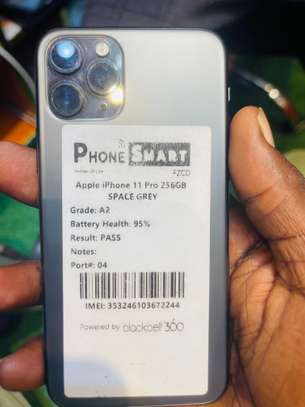 PHONE SMART
FZCO
Apple iPhone 11 Pro 256GB
SPACE GREY
Grade: A2
Battery Health: 95%
Result: PASS
Notes:
Port#: 04
IMEI: 353246103672244
Powered by blackbelt 360